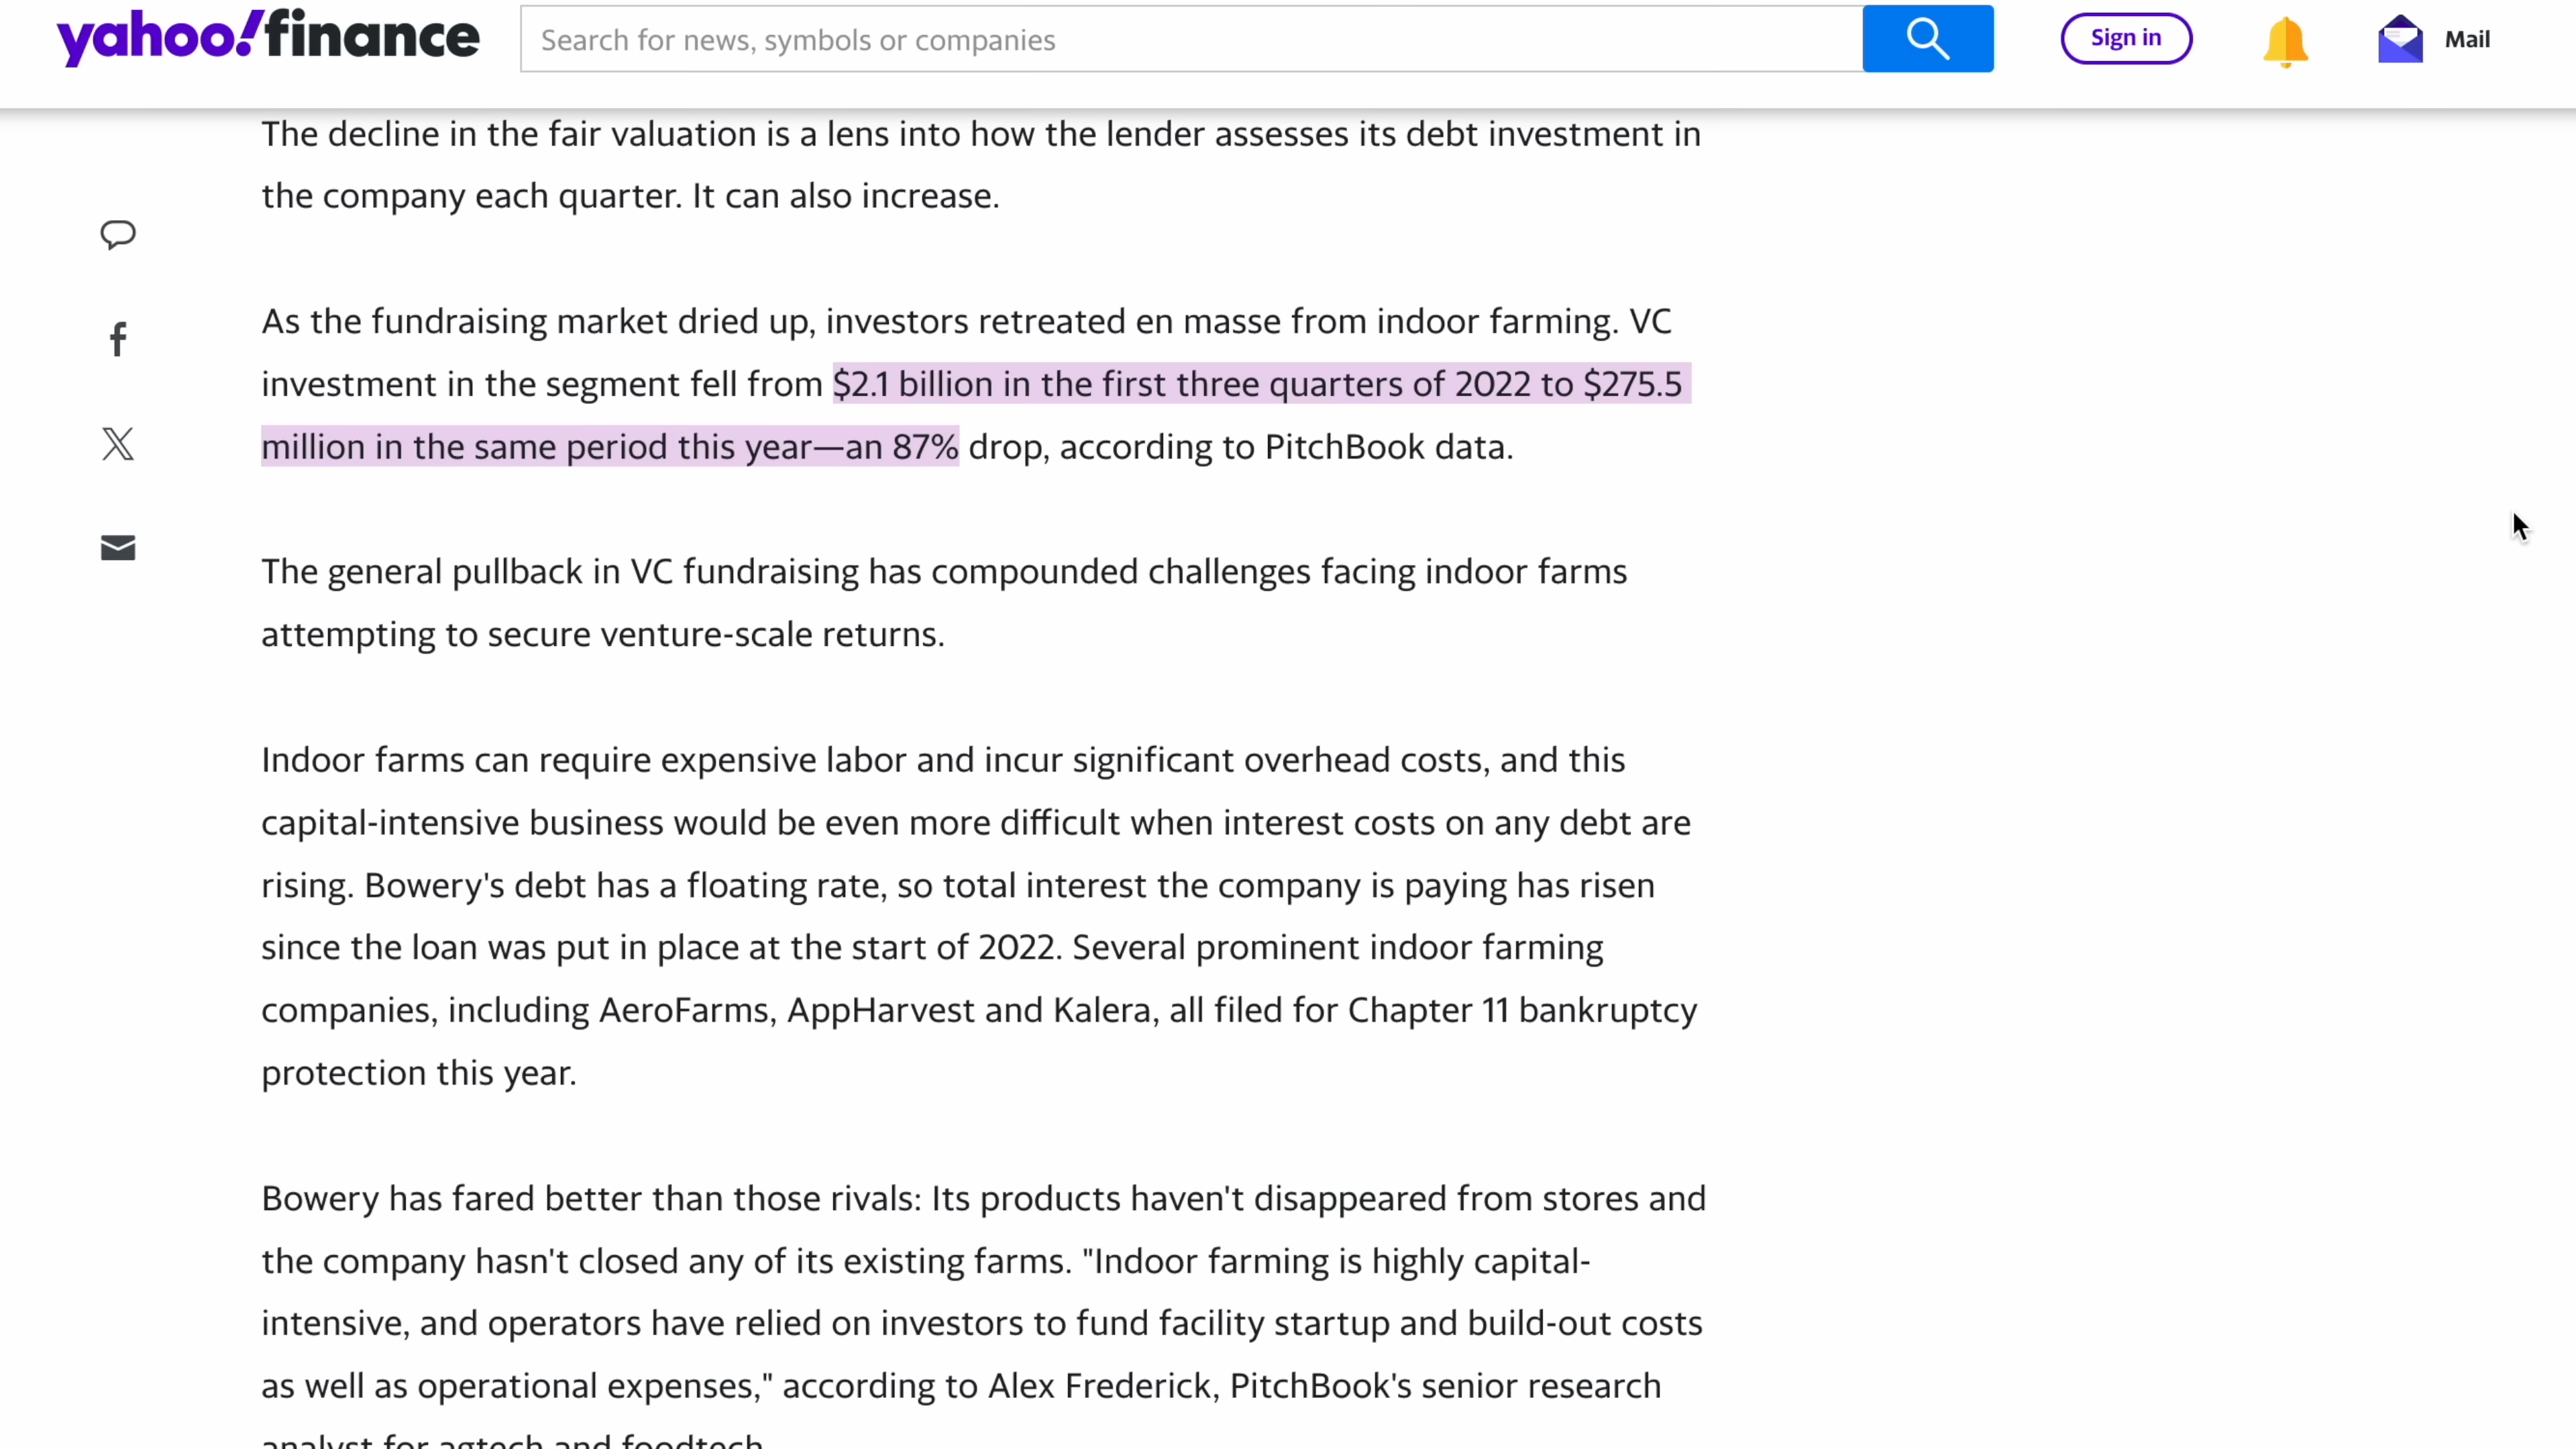 yahoo!finance
Search for news, symbols or companies
Sign in
Mail
The decline in the fair valuation is a lens into how the lender assesses its debt investment in
the company each quarter. It can also increase.
As the fundraising market dried up, investors retreated en masse from indoor farming. VC
investment in the segment fell from $2.1 billion in the first three quarters of 2022 to $275.5
million in the same period this year—an 87% drop, according to PitchBook data.
The general pullback in VC fundraising has compounded challenges facing indoor farms
attempting to secure venture-scale returns.
Indoor farms can require expensive labor and incur significant overhead costs, and this
capital-intensive business would be even more difficult when interest costs on any debt are
rising. Bowery's debt has a floating rate, so total interest the company is paying has risen
since the loan was put in place at the start of 2022. Several prominent indoor farming
companies, including AeroFarms, AppHarvest and Kalera, all filed for Chapter 11 bankruptcy
protection this year.
Bowery has fared better than those rivals: Its products haven't disappeared from stores and
the company hasn't closed any of its existing farms. "Indoor farming is highly capital-
intensive, and operators have relied on investors to fund facility startup and build-out costs
as well as operational expenses," according to Alex Frederick, PitchBook's senior research
analyst for agtech and foodtech.